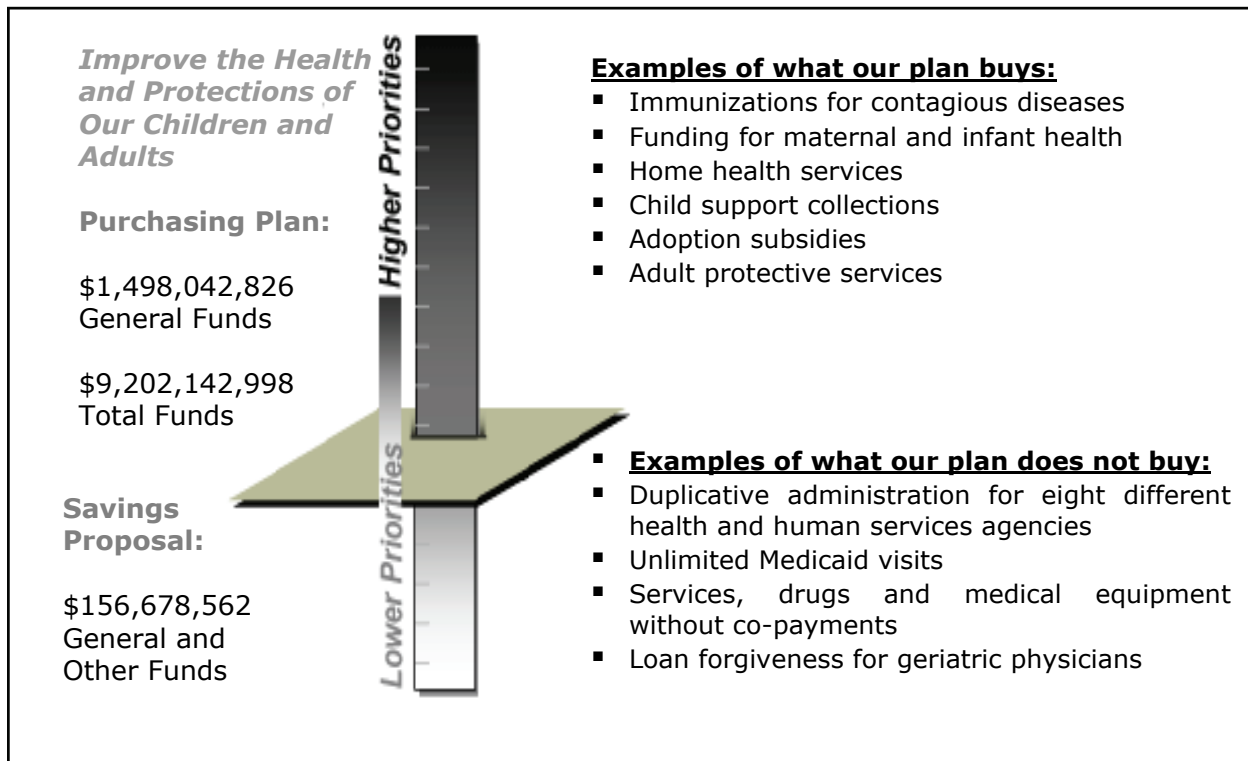 Improve the Health
and Protections of
Our Children and
Adults
Purchasing Plan:
$1,498,042,826
General Funds
$9,202,142,998
Total Funds
Savings
Proposal:
$156,678,562
General and
Other Funds
Higher Priorities
Lower Priorities
Examples of what our plan buys:
▪ Immunizations for contagious diseases
▪ Funding for maternal and infant health
▪ Home health services
▪ Child support collections
▪ Adoption subsidies
▪ Adult protective services
▪ Examples of what our plan does not buy:
▪ Duplicative administration for eight different
health and human services agencies
▪ Unlimited Medicaid visits
▪ Services, drugs and medical equipment
without co-payments
▪ Loan forgiveness for geriatric physicians